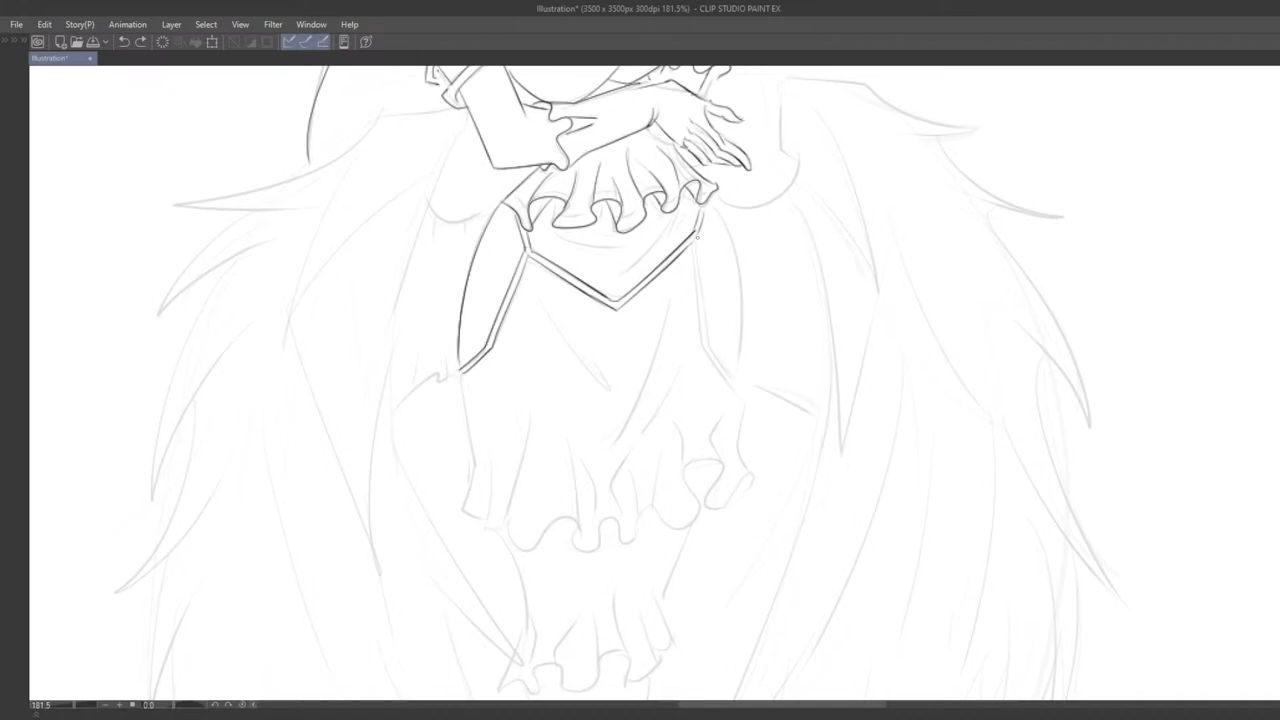 Illustration* (3500 x 3500px 300dpi 181.5%) - CLIP STUDIO PAINT EX
File Edit Story(P) Animation Layer Select View Filter Window Help
Illustration*
181.5 0.0